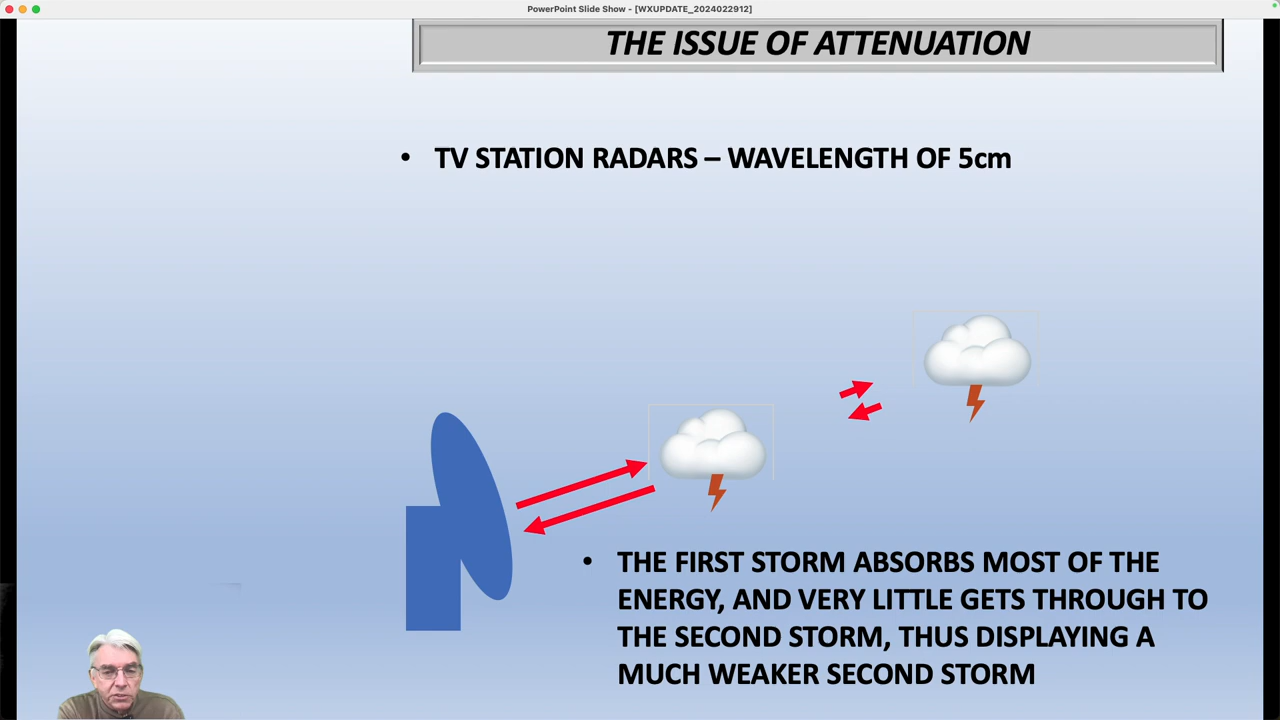 PowerPoint Slide Show - [WXUPDATE_2024022912]
THE ISSUE OF ATTENUATION
• TV STATION RADARS – WAVELENGTH OF 5cm
• THE FIRST STORM ABSORBS MOST OF THE
ENERGY, AND VERY LITTLE GETS THROUGH TO
THE SECOND STORM, THUS DISPLAYING A
MUCH WEAKER SECOND STORM